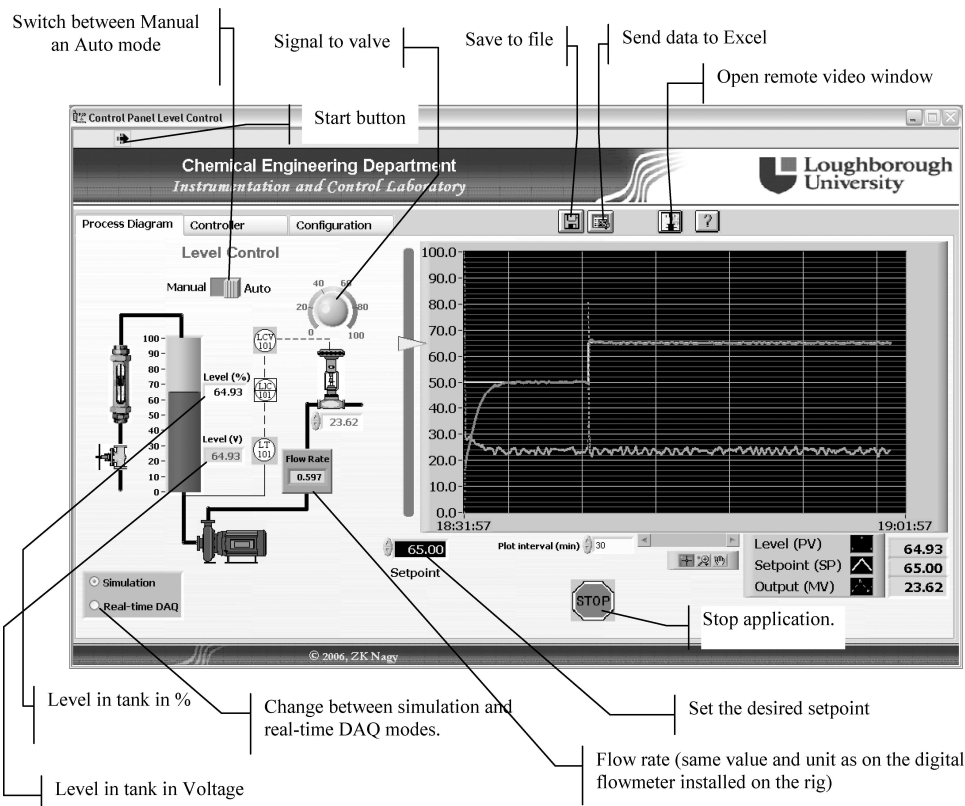 Switch between Manual
an Auto mode
Signal to valve
Save to file
Send data to Excel
Open remote video window
Control Panel Level Control
Start button
Chemical Engineering Department
Instrumentation and Control Laboratory
Loughborough
University
Process Diagram
Controller
Configuration
?
Level Control
Manual
Auto
0
20
40
60
80
100
LCV
101
LIC
101
LT
101
100
90
80
70
60
50
40
30
20
10
0
Level (%)
64.93
Level (V)
64.93
23.62
Flow Rate
0.597
100.0
90.0
80.0
70.0
60.0
50.0
40.0
30.0
20.0
10.0
0.0
18:31:57
19:01:57
65.00
Setpoint
Plot interval (min)
30
Level (PV)
64.93
Setpoint (SP)
65.00
Output (MV)
23.62
Simulation
Real-time DAQ
STOP
Stop application.
© 2006, ZK Nagy
Level in tank in %
Change between simulation and
real-time DAQ modes.
Set the desired setpoint
Flow rate (same value and unit as on the digital
flowmeter installed on the rig)
Level in tank in Voltage